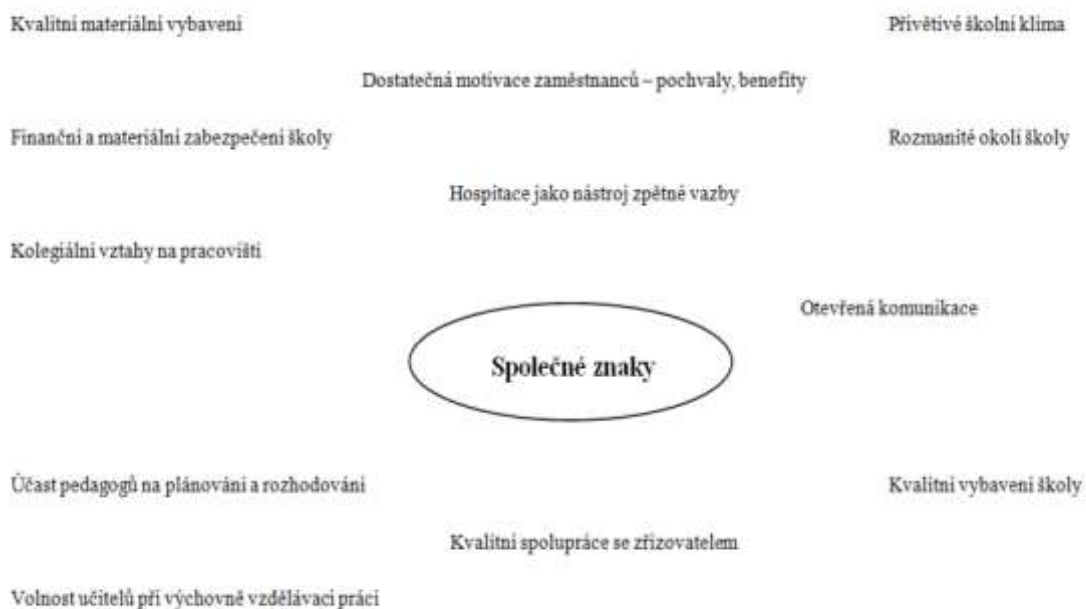 Kvalitní materiální vybavení
Přívětivé školní klima
Dostatečná motivace zaměstnanců – pochvaly, benefity
Finanční a materiální zabezpečení školy
Rozmanité okolí školy
Hospitace jako nástroj zpětné vazby
Kolegiální vztahy na pracovišti
Otevřená komunikace
Společné znaky
Účast pedagogů na plánování a rozhodování
Kvalitní vybavení školy
Kvalitní spolupráce se zřizovatelem
Volnost učitelů při výchovně vzdělávací práci